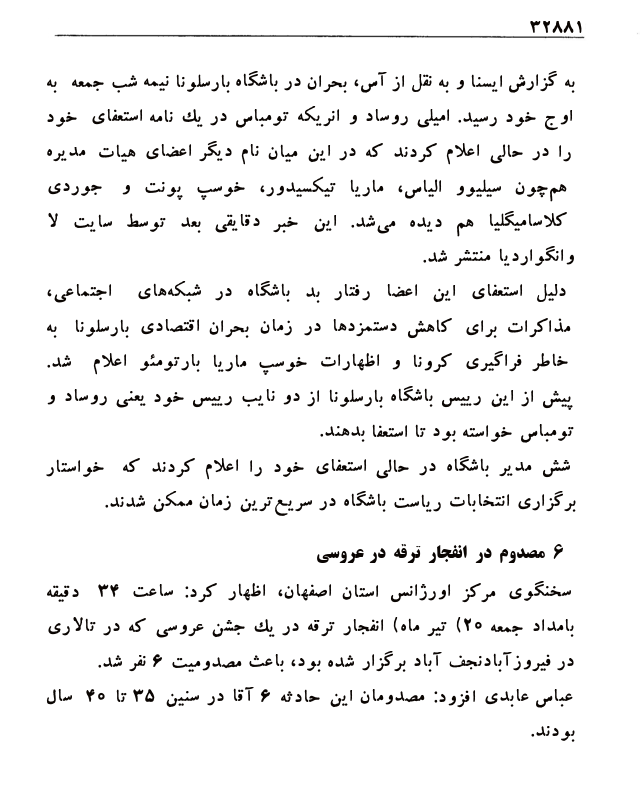 ۳۲۸۸۱
به گزارش ایسنا و به نقل از آس، بحران در باشگاه بارسلونا نیمه شب جمعه به
اوج خود رسید. امیلی روساد و انریکه تومباس در یك نامه استعفای خود
را در حالی اعلام کردند که در این میان نام دیگر اعضای هیات مدیره
هم‌چون سیلیوو الیاس، ماریا تیکسیدور، خوسپ پونت و جوردی
کلاسامیگلیا هم دیده می‌شد. این خبر دقایقی بعد توسط سایت لا
وانگواردیا منتشر شد.
دلیل استعفای این اعضا رفتار بد باشگاه در شبکه‌های اجتماعی،
مذاکرات برای کاهش دستمزدها در زمان بحران اقتصادی بارسلونا به
خاطر فراگیری کرونا و اظهارات خوسپ ماریا بارتومئو اعلام شد.
پیش از این رییس باشگاه بارسلونا از دو نایب رییس خود یعنی روساد و
تومباس خواسته بود تا استعفا بدهند.
شش مدیر باشگاه در حالی استعفای خود را اعلام کردند که خواستار
برگزاری انتخابات ریاست باشگاه در سریع‌ترین زمان ممکن شدند.
۶ مصدوم در انفجار ترقه در عروسی
سخنگوی مرکز اورژانس استان اصفهان، اظهار کرد: ساعت ۳۴ دقیقه
بامداد جمعه ۲۰) تیر ماه) انفجار ترقه در یك جشن عروسی که در تالاری
در فیروزآبادنجف آباد برگزار شده بود، باعث مصدومیت ۶ نفر شد.
عباس عابدی افزود: مصدومان این حادثه ۶ آقا در سنین ۳۵ تا ۴۰ سال
بودند.